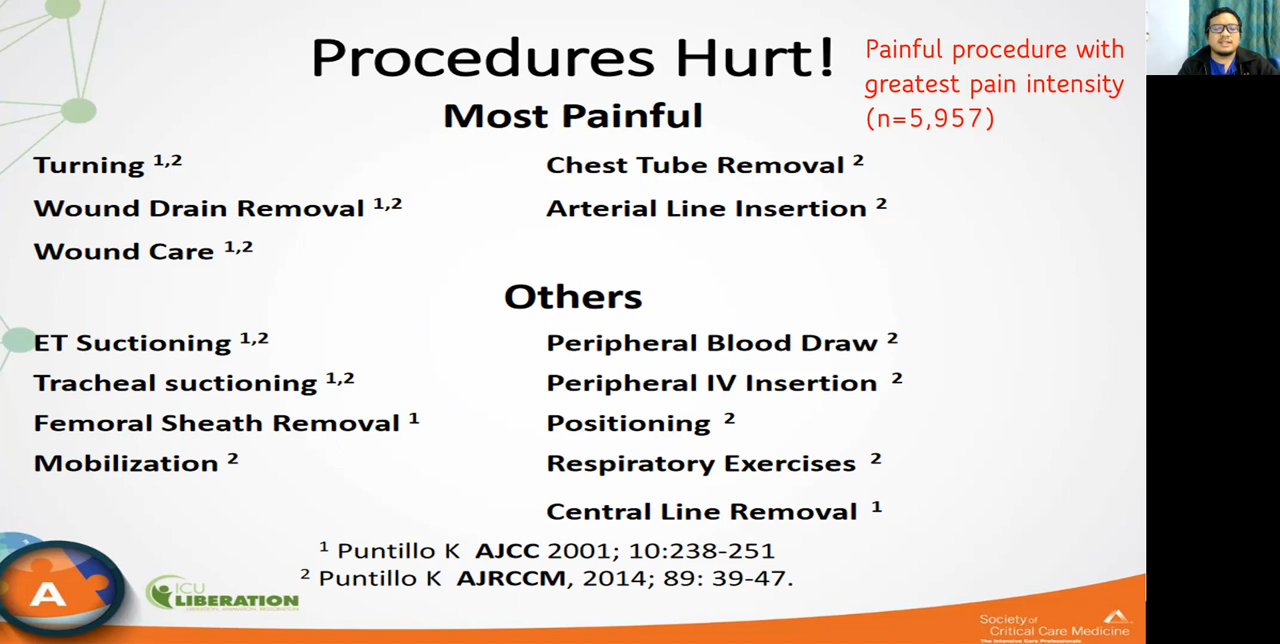 Procedures Hurt!
Painful procedure with
greatest pain intensity
(n=5,957)
Most Painful
Turning 1,2
Wound Drain Removal 1,2
Wound Care 1,2
Chest Tube Removal 2
Arterial Line Insertion 2
Others
ET Suctioning 1,2
Tracheal suctioning 1,2
Femoral Sheath Removal 1
Mobilization 2
Peripheral Blood Draw 2
Peripheral IV Insertion 2
Positioning 2
Respiratory Exercises 2
Central Line Removal 1
1 Puntillo K AJCC 2001; 10:238-251
2 Puntillo K AJRCCM, 2014; 89: 39-47.
A
ICU
LIBERATION
Society of
Critical Care Medicine
The Intensive Care Professionals